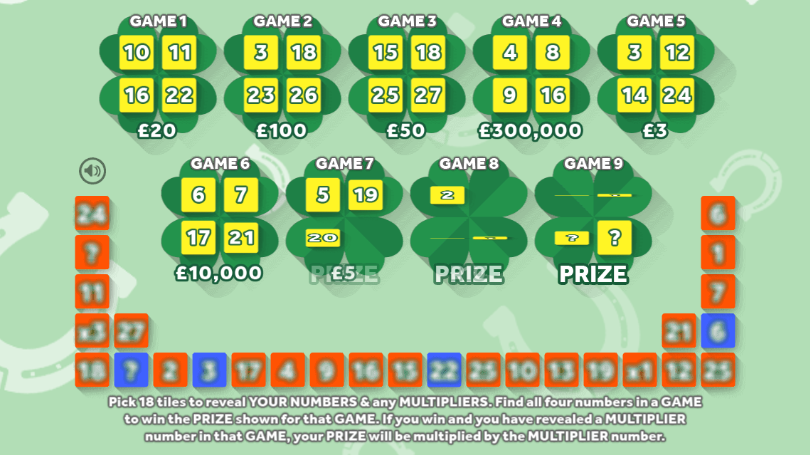 GAME 1 GAME 2 GAME 3 GAME 4 GAME 5
10 11 3 18 15 18 4 8 3 12
16 22 23 26 25 27 9 16 14 24
£20 £100 £50 £300,000 £3
GAME 6 GAME 7 GAME 8 GAME 9
6 7 5 19 2
17 21 20 ? ?
£10,000 PRIZE £5 PRIZE PRIZE
24 6
? 1
11 7
x3 27 21 6
18 ? 2 3 17 4 9 16 15 22 25 10 13 19 x1 12 25
Pick 18 tiles to reveal YOUR NUMBERS & any MULTIPLIERS. Find all four numbers in a GAME
to win the PRIZE shown for that GAME. If you win and you have revealed a MULTIPLIER
number in that GAME, your PRIZE will be multiplied by the MULTIPLIER number.